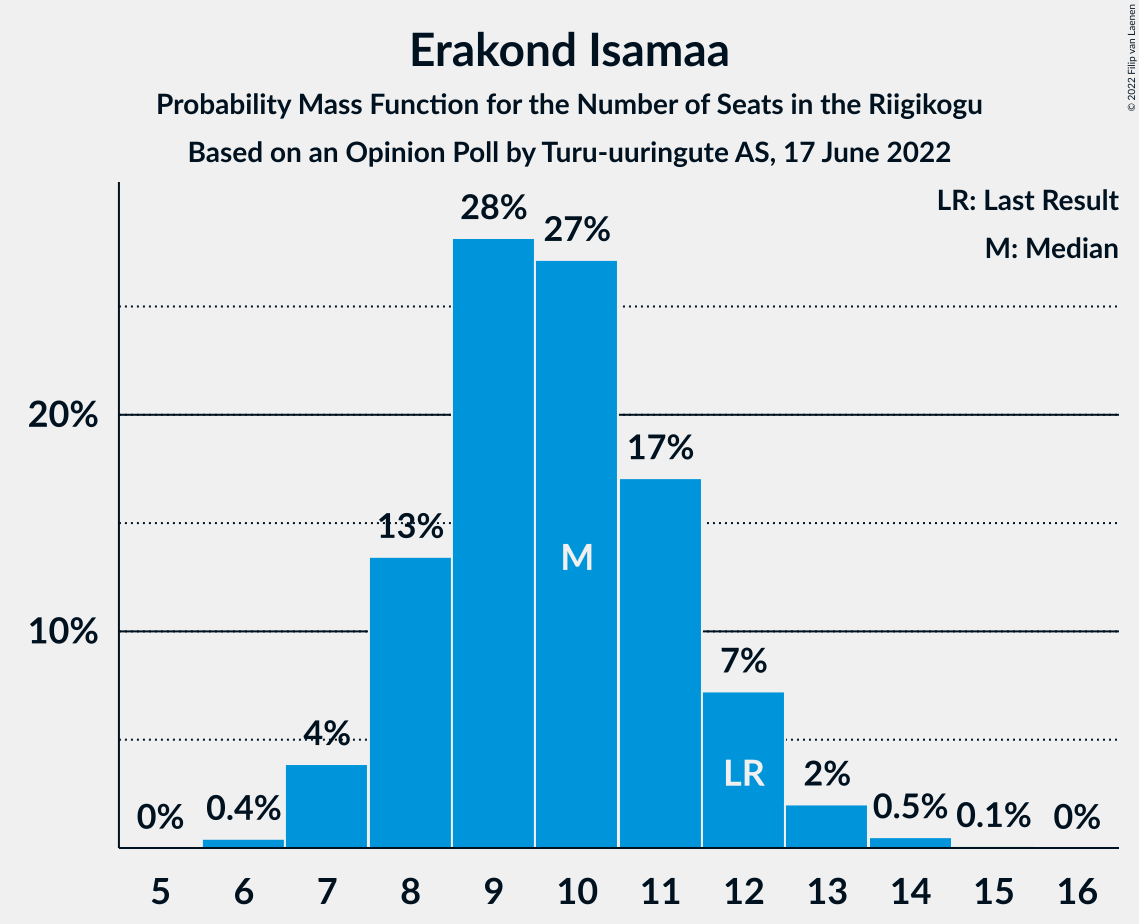 Erakond Isamaa
Probability Mass Function for the Number of Seats in the Riigikogu
Based on an Opinion Poll by Turu-uuringute AS, 17 June 2022
© 2022 Filip van Laenen
LR: Last Result
M: Median
20%
10%
0%
0.4%
4%
13%
28%
27%
17%
7%
2%
0.5%
0.1%
0%
M
LR
5 6 7 8 9 10 11 12 13 14 15 16